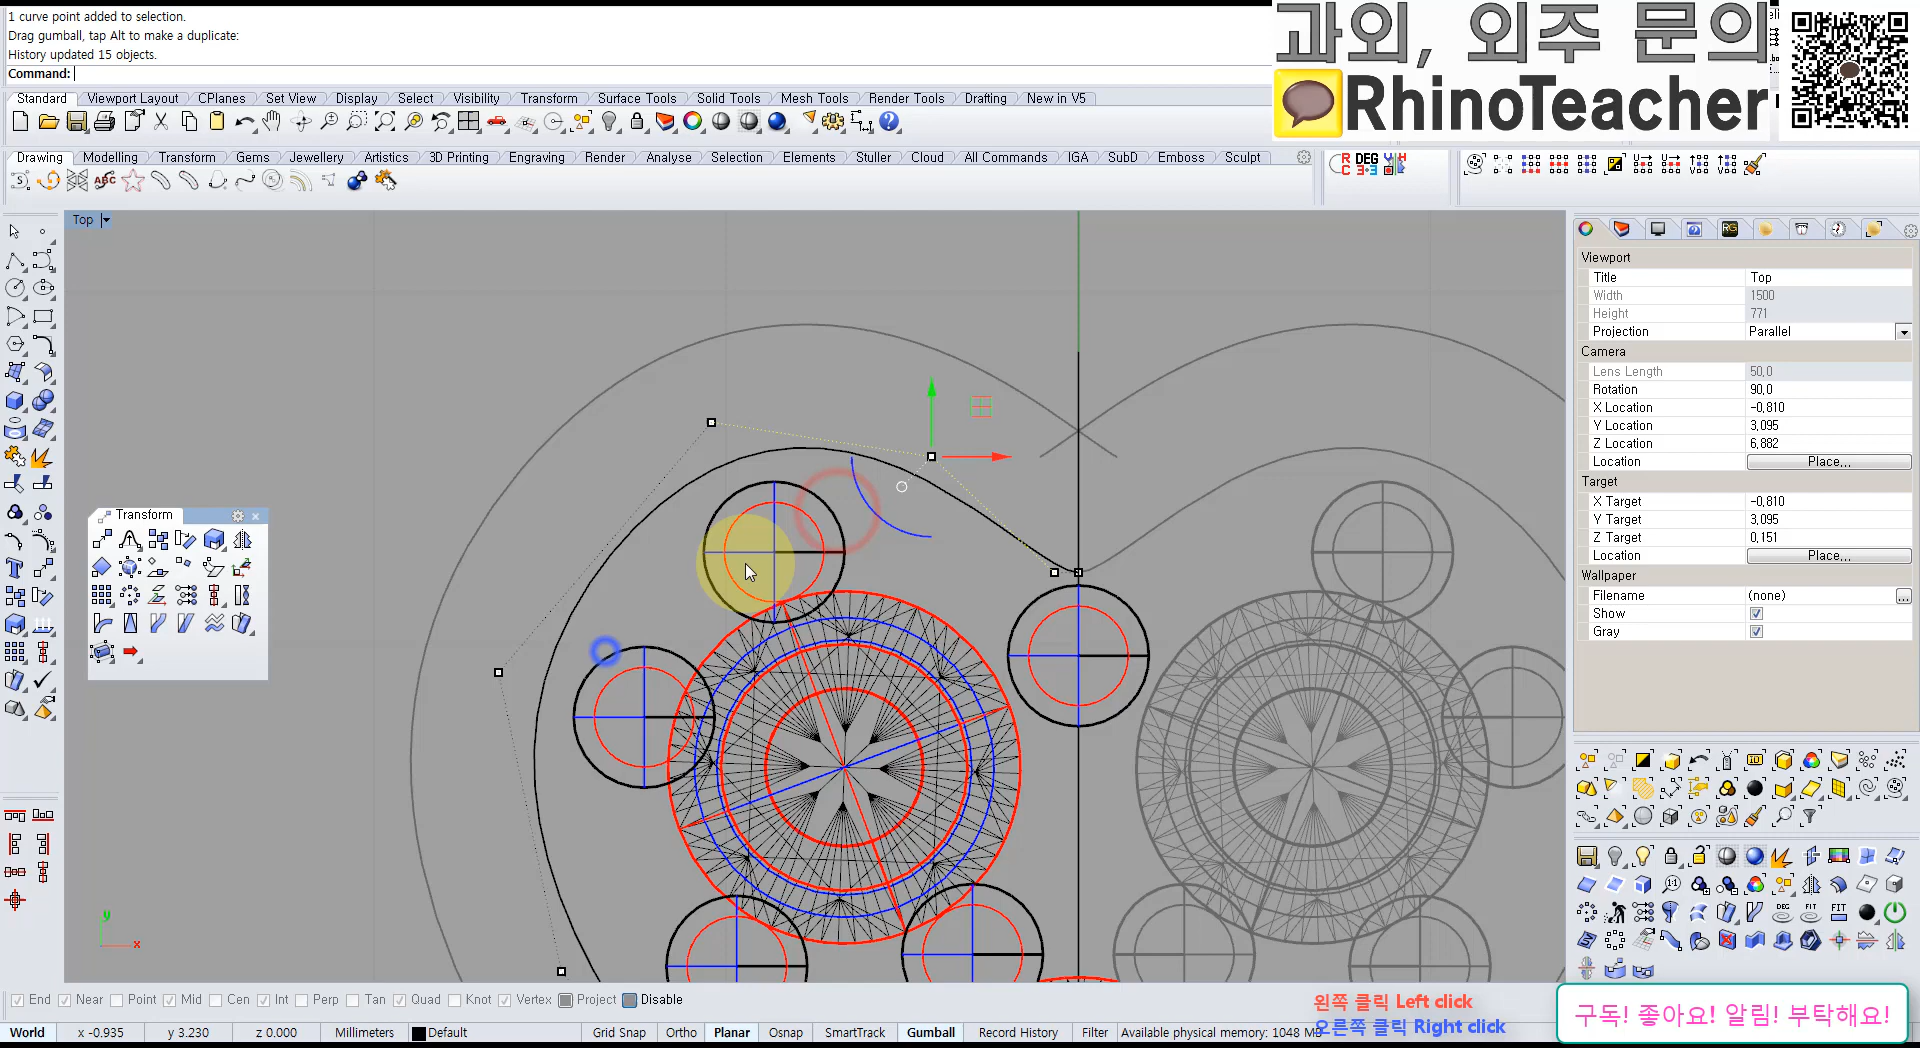 1 curve point added to selection.
Drag gumball, tap Alt to make a duplicate:
History updated 15 objects.
Command:
과외, 외주 문의
RhinoTeacher
Standard Viewport Layout CPlanes Set View Display Select Visibility Transform Surface Tools Solid Tools Mesh Tools Render Tools Drafting New in V5
Drawing Modelling Transform Gems Jewellery Artistics 3D Printing Engraving Render Analyse Selection Elements Stuller Cloud All Commands IGA SubD Emboss Sculpt
Top
Transform
Viewport
Title Top
Width 1500
Height 771
Projection Parallel
Camera
Lens Length 50,0
Rotation 90,0
X Location -0,810
Y Location 3,095
Z Location 6,882
Location Place,,,
Target
X Target -0,810
Y Target 3,095
Z Target 0,151
Location Place,,,
Wallpaper
Filename (none) ...
Show
Gray
y
x
End Near Point Mid Cen Int Perp Tan Quad Knot Vertex Project Disable
왼쪽 클릭 Left click
오른쪽 클릭 Right click
구독! 좋아요! 알림! 부탁해요!
World x -0.935 y 3.230 z 0.000 Millimeters Default Grid Snap Ortho Planar Osnap SmartTrack Gumball Record History Filter Available physical memory: 1048 M